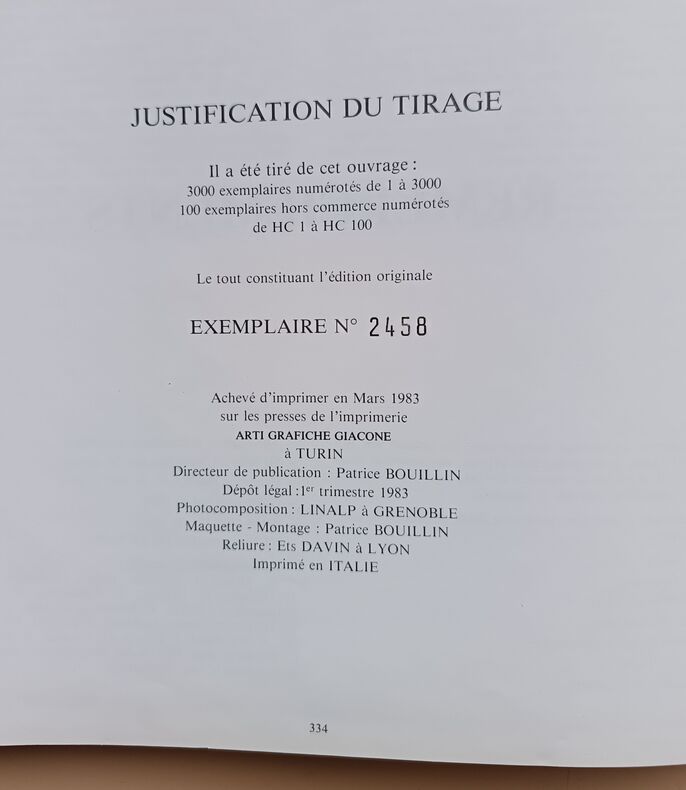 JUSTIFICATION DU TIRAGE
Il a été tiré de cet ouvrage :
3000 exemplaires numérotés de 1 à 3000
100 exemplaires hors commerce numérotés
de HC 1 à HC 100
Le tout constituant l'édition originale
EXEMPLAIRE N° 2458
Achevé d'imprimer en Mars 1983
sur les presses de l'imprimerie
ARTI GRAFICHE GIACONE
à TURIN
Directeur de publication : Patrice BOUILLIN
Dépôt légal :1er trimestre 1983
Photocomposition : LINALP à GRENOBLE
Maquette - Montage : Patrice BOUILLIN
Reliure : Ets DAVIN à LYON
Imprimé en ITALIE
334